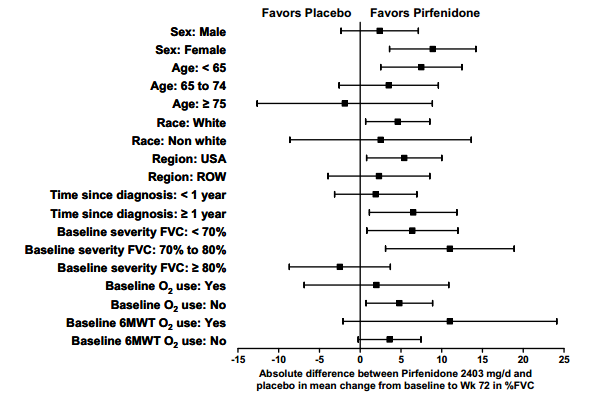 Favors Placebo Favors Pirfenidone
Sex: Male
Sex: Female
Age: < 65
Age: 65 to 74
Age: ≥ 75
Race: White
Race: Non white
Region: USA
Region: ROW
Time since diagnosis: < 1 year
Time since diagnosis: ≥ 1 year
Baseline severity FVC: < 70%
Baseline severity FVC: 70% to 80%
Baseline severity FVC: ≥ 80%
Baseline O₂ use: Yes
Baseline O₂ use: No
Baseline 6MWT O₂ use: Yes
Baseline 6MWT O₂ use: No
-15 -10 -5 0 5 10 15 20 25
Absolute difference between Pirfenidone 2403 mg/d and
placebo in mean change from baseline to Wk 72 in %FVC